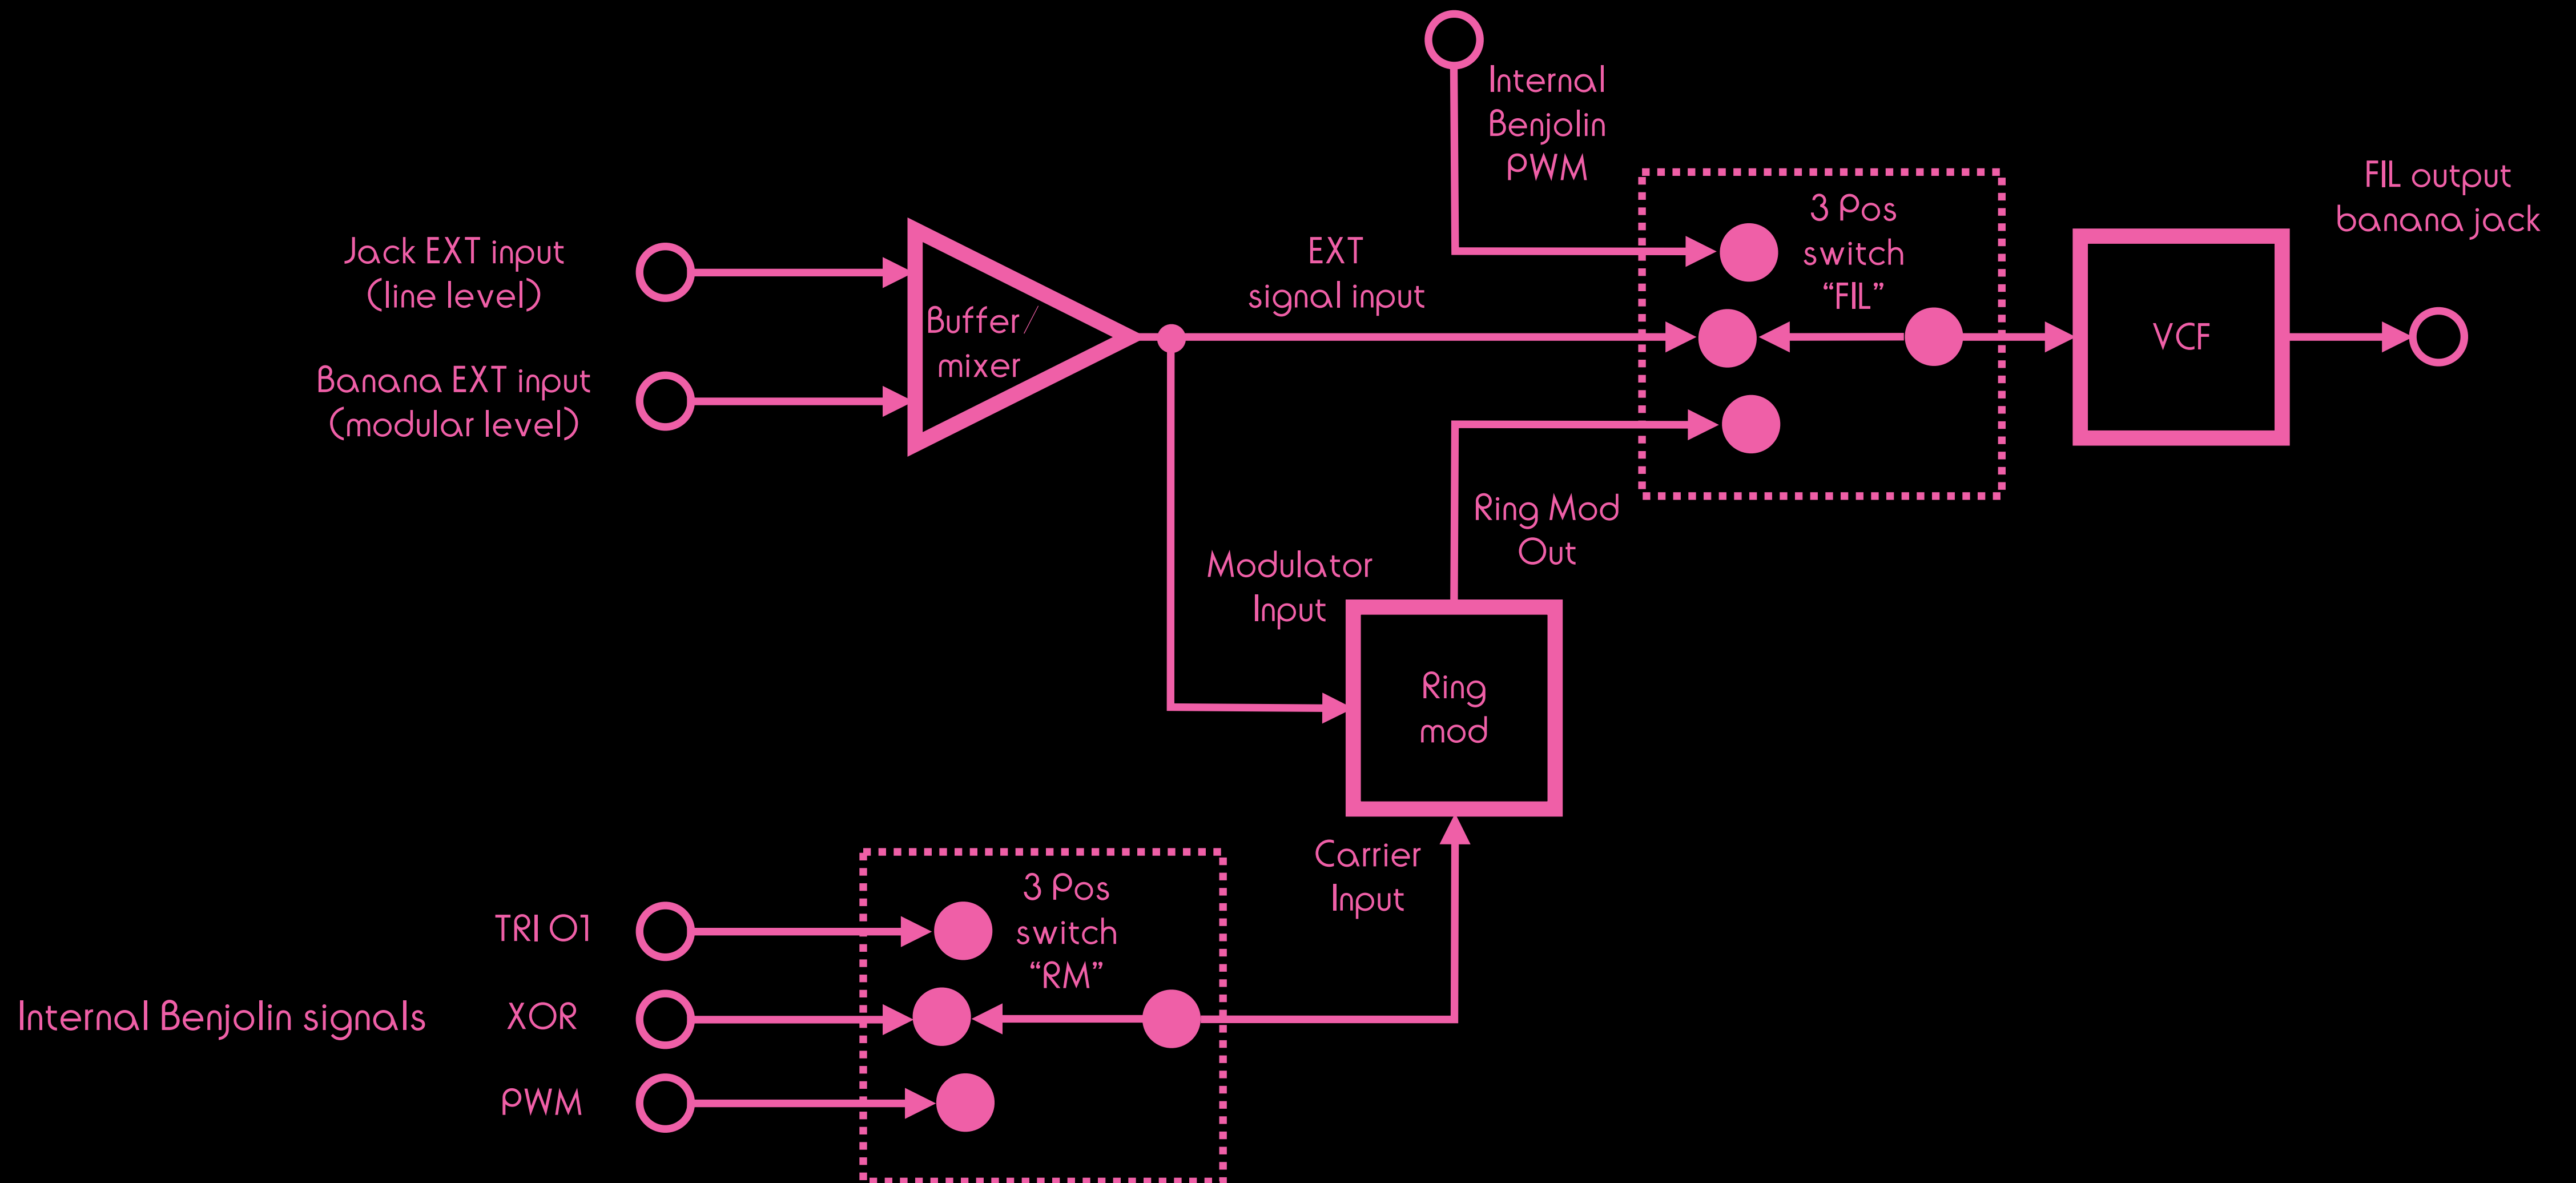 Internal
Benjolin
PWM
Jack EXT input
(line level)
Banana EXT input
(modular level)
Buffer/
mixer
EXT
signal input
3 Pos
switch
“FIL”
VCF
FIL output
banana jack
Ring Mod
Out
Modulator
Input
Ring
mod
Carrier
Input
3 Pos
switch
“RM”
TRI O1
Internal Benjolin signals
XOR
PWM